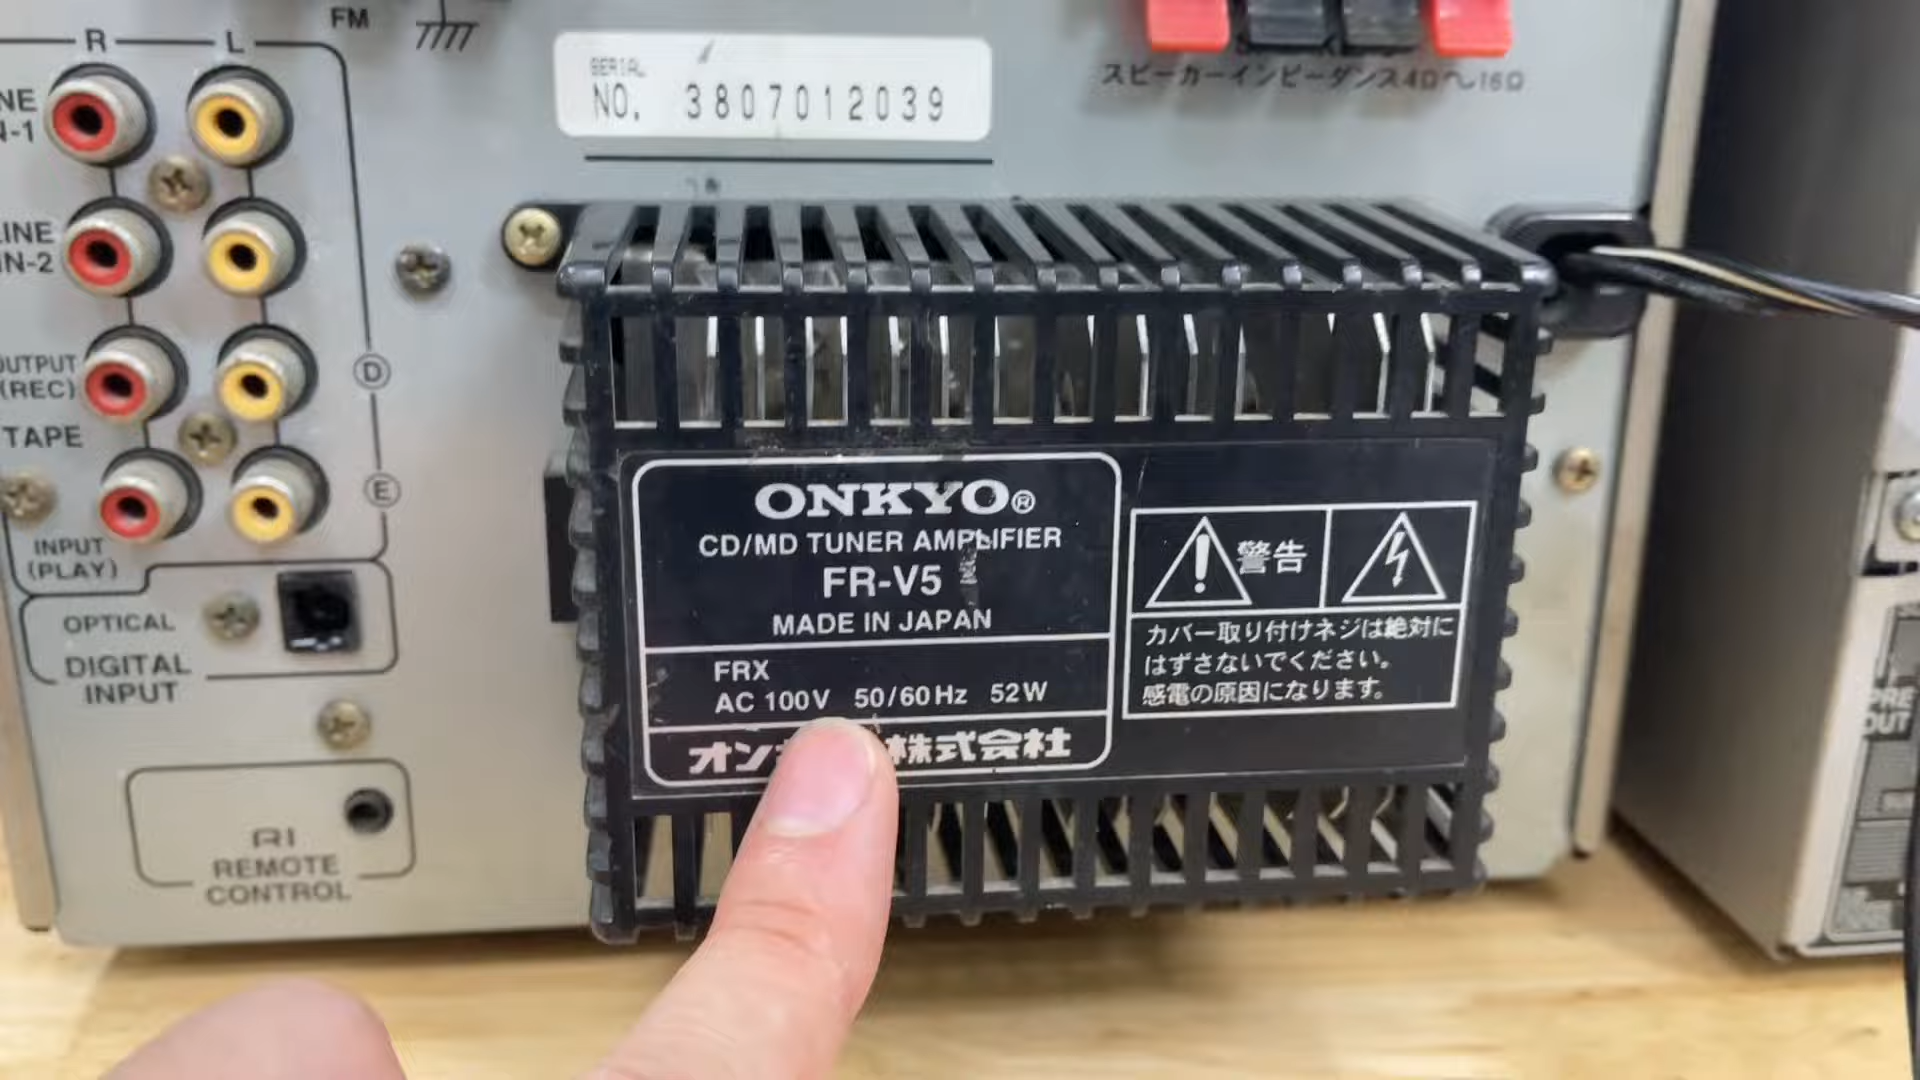 R L
FM
SERIAL
NO. 3807012039
スピーカーインピーダンス4Ω～16Ω
LINE
IN-2
OUTPUT
(REC)
D
TAPE
E
INPUT
(PLAY)
OPTICAL
DIGITAL
INPUT
RI
REMOTE
CONTROL
ONKYO®
CD/MD TUNER AMPLIFIER
FR-V5
MADE IN JAPAN
FRX
AC 100V 50/60Hz 52W
株式会社
警告
カバー取り付けネジは絶対に
はずさないでください。
感電の原因になります。
PRE
OUT